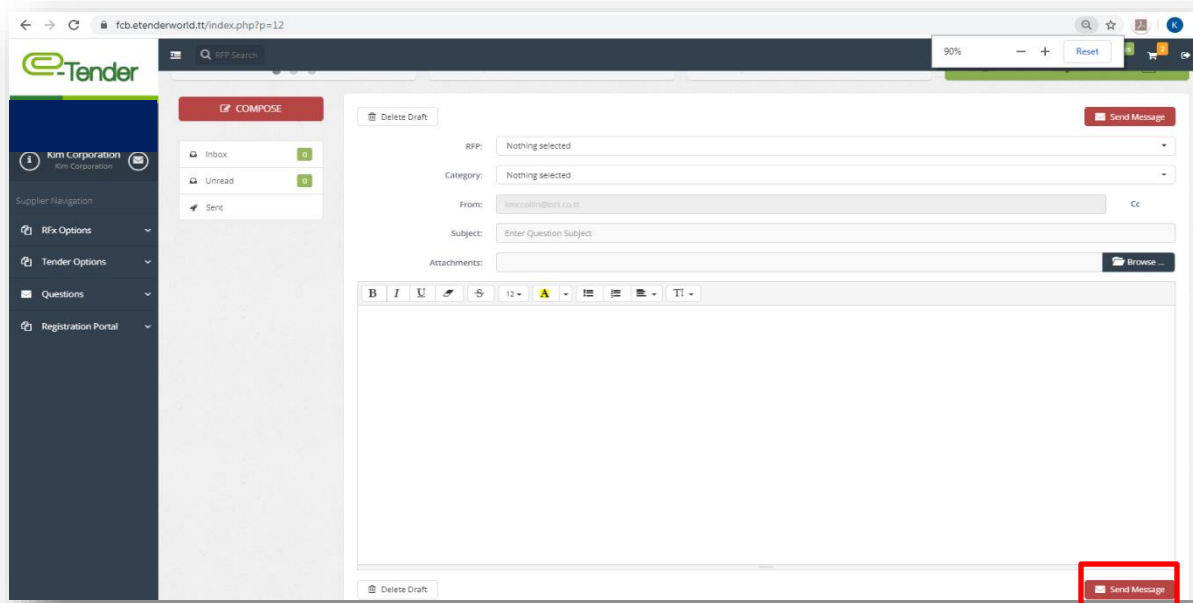 fcb.etenderworld.tt/index.php?p=12
K
e-Tender
RFP Search
90%
− + Reset
COMPOSE
Delete Draft
Send Message
Kim Corporation
Kim Corporation
Inbox 0
Unread 0
Sent
RFP: Nothing selected
Category: Nothing selected
From: Cc
Subject: Enter Question Subject
Attachments: Browse ...
Supplier Navigation
RFx Options
Tender Options
Questions
Registration Portal
B I U S 12 A TI
Delete Draft
Send Message